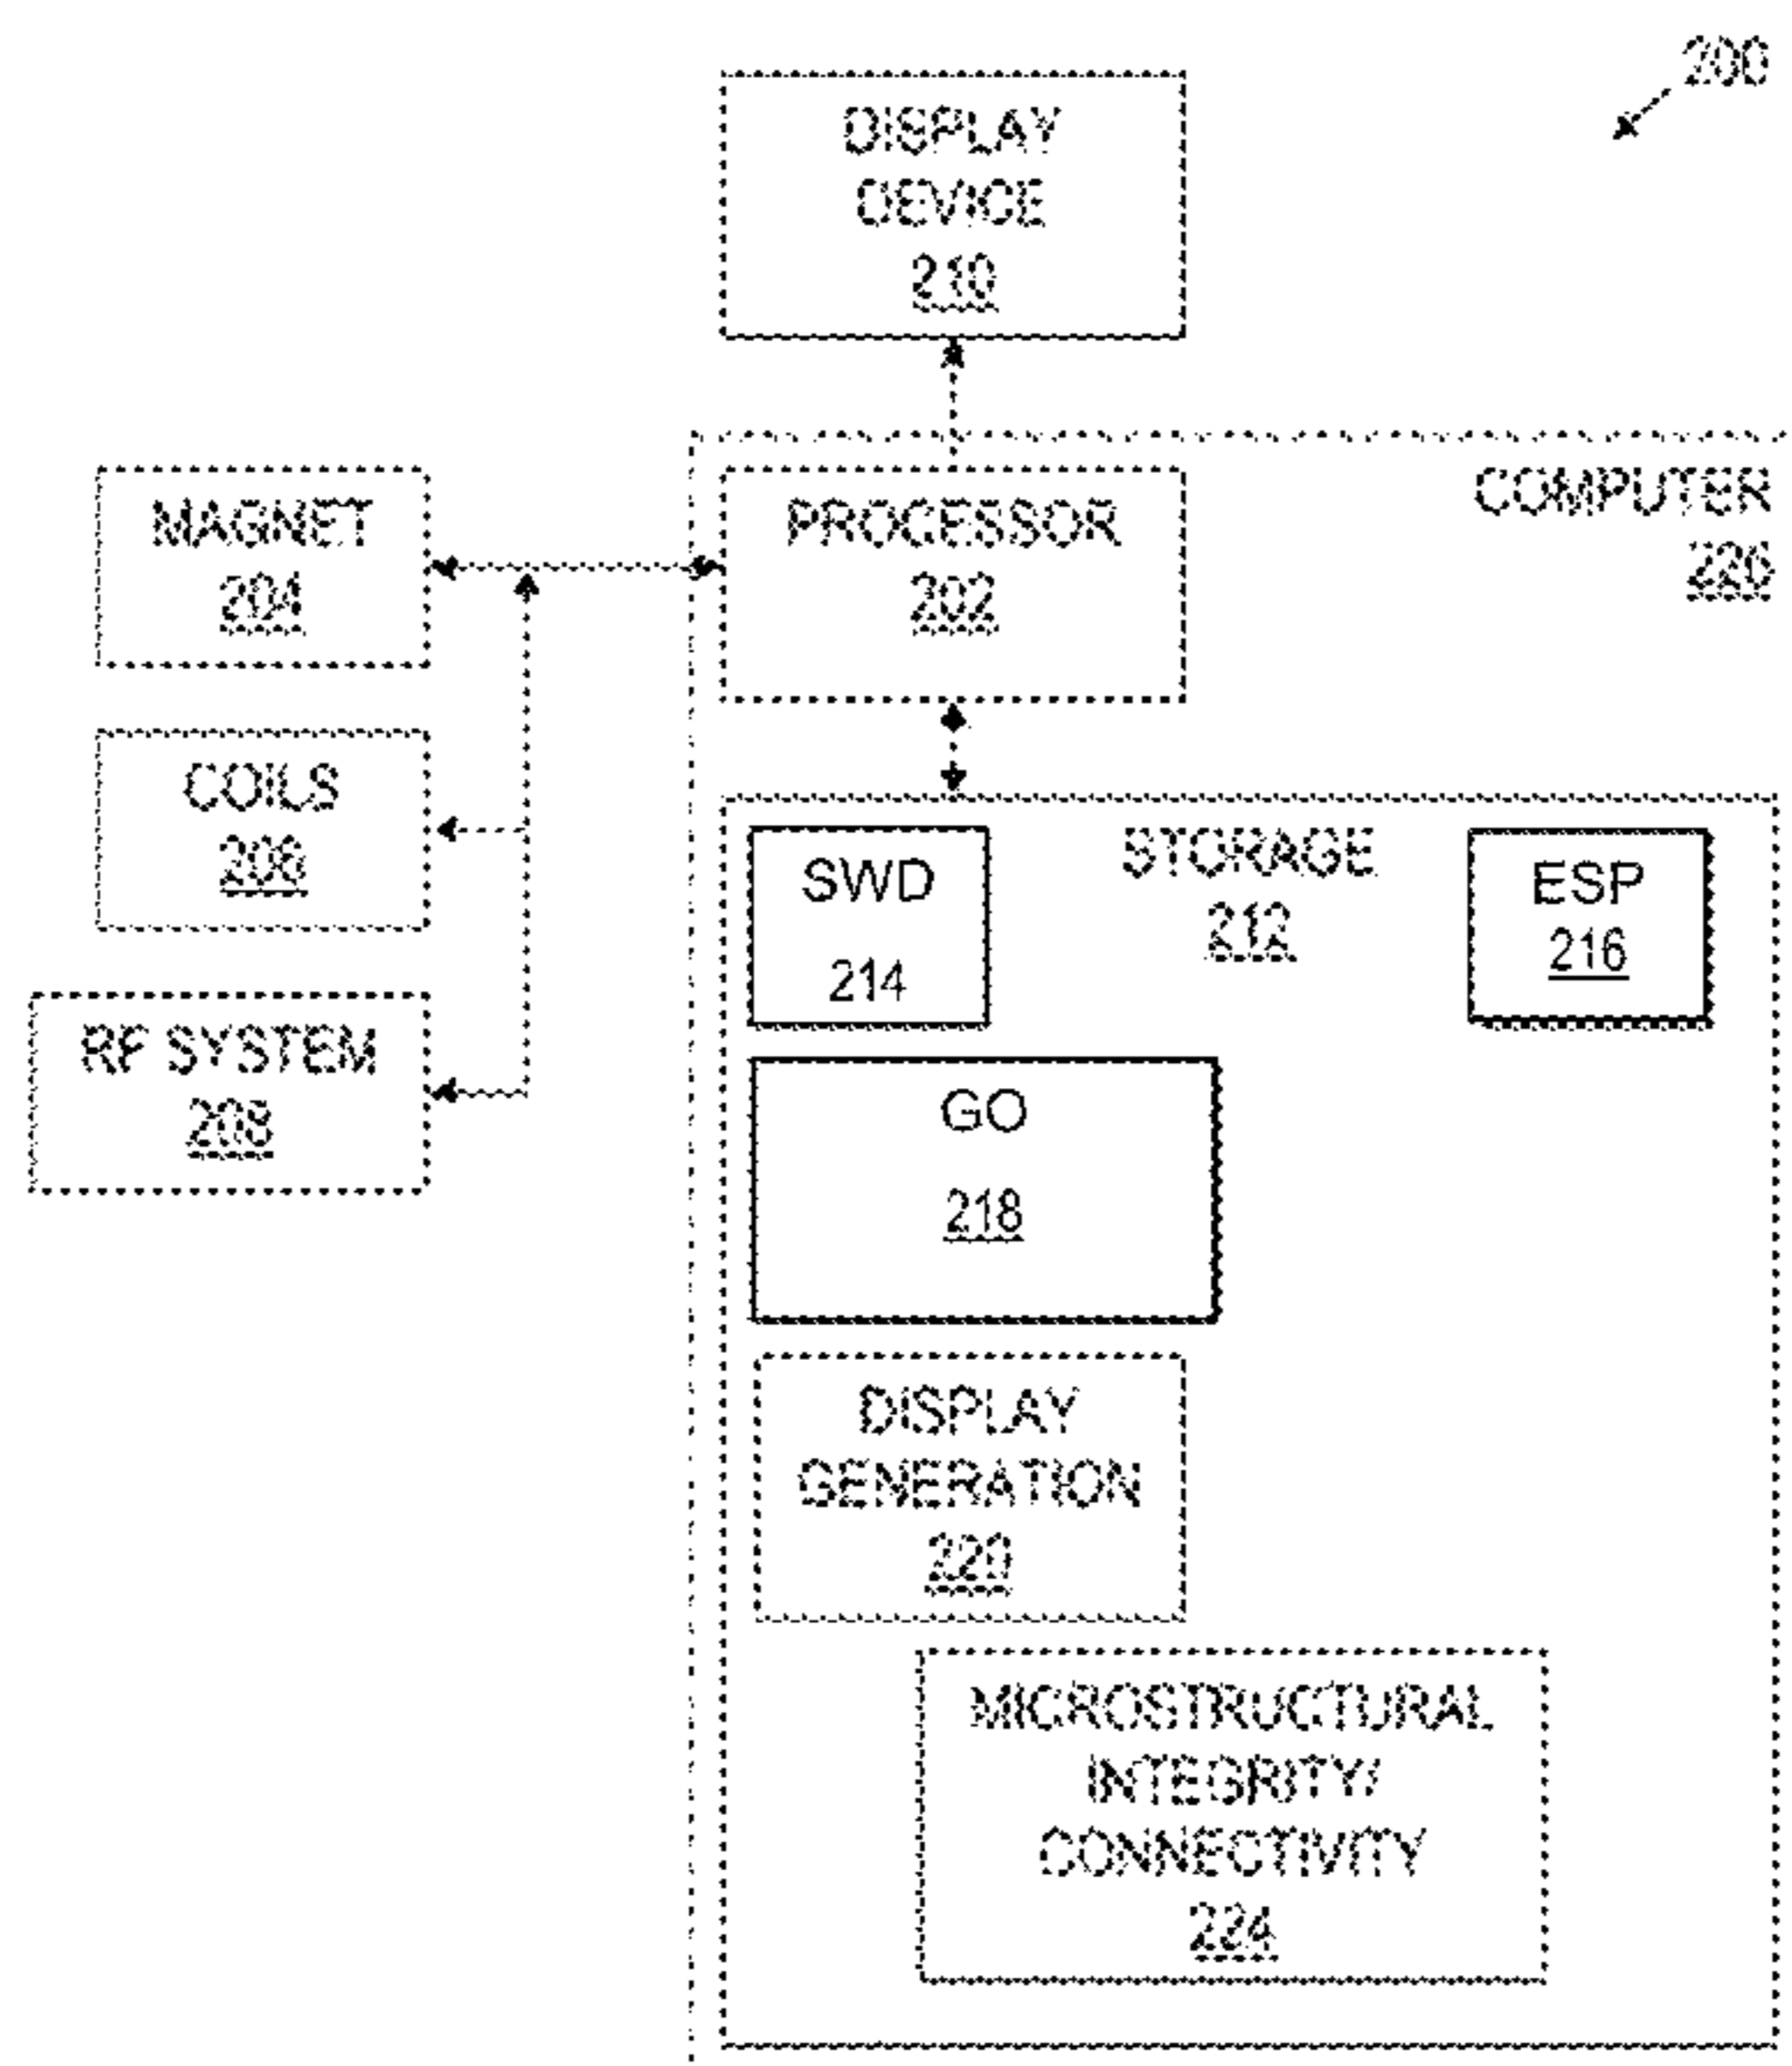 200
DISPLAY
DEVICE
210
COMPUTER
226
MAGNET
204
PROCESSOR
202
COILS
206
STORAGE
212
SWD
214
ESP
216
RF SYSTEM
208
GO
218
DISPLAY
GENERATION
220
MICROSTRUCTURAL
INTEGRITY/
CONNECTIVITY
224